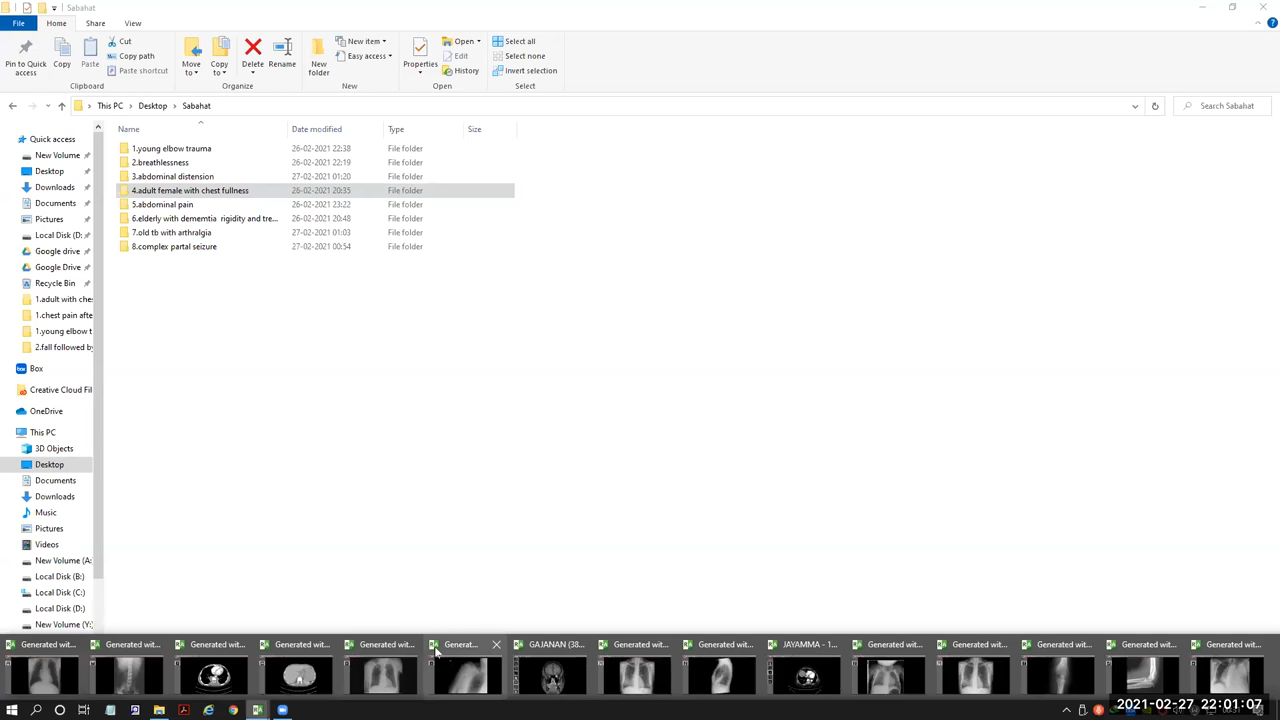 Sabahat
File Home Share View
Pin to Quick access
Copy
Paste
Cut
Copy path
Paste shortcut
Clipboard
Move to
Copy to
Delete
Rename
Organize
New folder
New item
Easy access
New
Properties
Open
Edit
History
Open
Select all
Select none
Invert selection
Select
This PC Desktop Sabahat
Search Sabahat
Name Date modified Type Size
1.young elbow trauma 26-02-2021 22:38 File folder
2.breathlessness 26-02-2021 22:19 File folder
3.abdominal distension 27-02-2021 01:20 File folder
4.adult female with chest fullness 26-02-2021 20:35 File folder
5.abdominal pain 26-02-2021 23:22 File folder
6.elderly with dememtia rigidity and tre... 26-02-2021 20:48 File folder
7.old tb with arthralgia 27-02-2021 01:03 File folder
8.complex partal seizure 27-02-2021 00:54 File folder
Quick access
New Volume
Desktop
Downloads
Documents
Pictures
Local Disk (D:
Google drive
Google Drive
Recycle Bin
1.adult with che
1.chest pain afte
1.young elbow t
2.fall followed by
Box
Creative Cloud Fil
OneDrive
This PC
3D Objects
Desktop
Documents
Downloads
Music
Pictures
Videos
New Volume (A:
Local Disk (B:)
Local Disk (C:)
Local Disk (D:)
New Volume (Y:
Generated wit... Generated wit... Generated wit... Generated wit... Generated wit... Generat... GAJANAN (38... Generated wit... Generated wit... JAYAMMA - 1... Generated wit... Generated wit... Generated wit... Generated wit... Generated wit...
2021-02-27 22:01:07